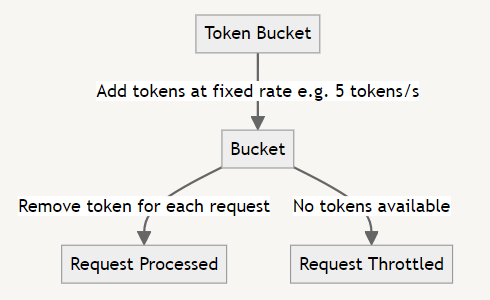 Token Bucket
Add tokens at fixed rate e.g. 5 tokens/s
Bucket
Remove token for each request
No tokens available
Request Processed
Request Throttled